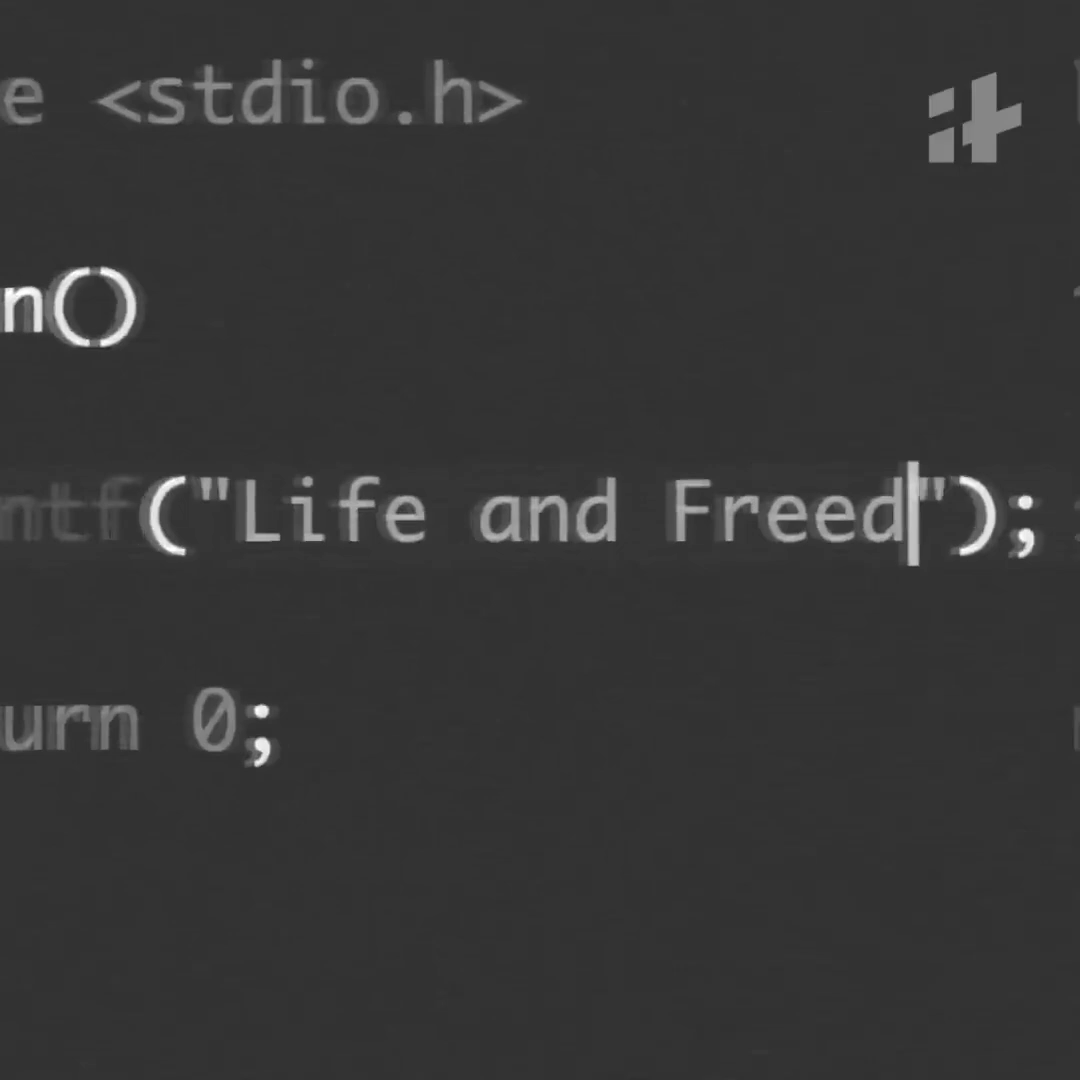 e <stdio.h>
n()
ntf("Life and Freed");
urn 0;